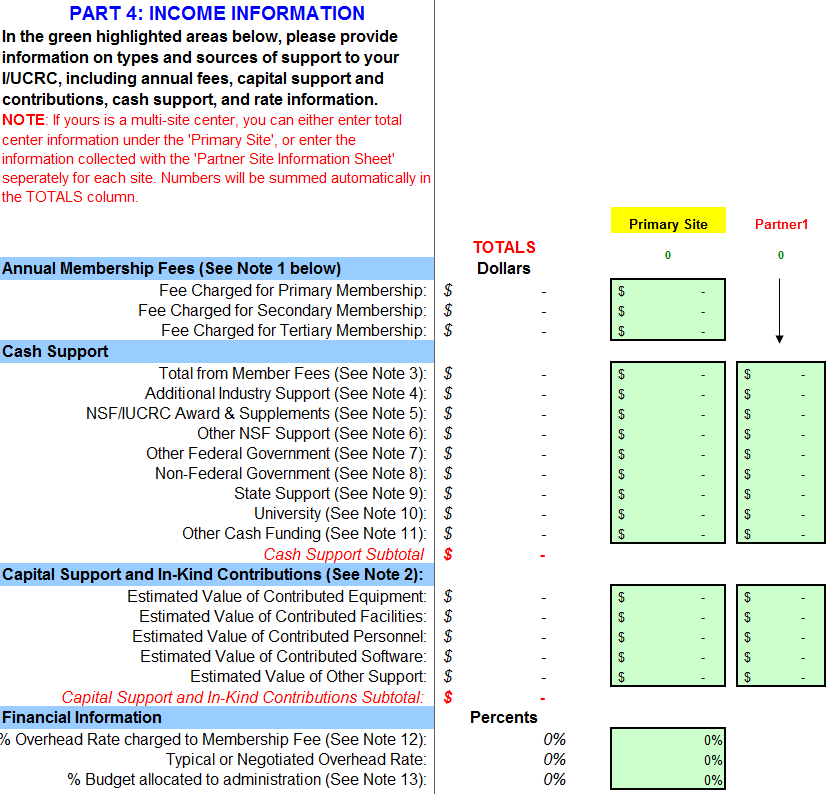 PART 4: INCOME INFORMATION
In the green highlighted areas below, please provide
information on types and sources of support to your
I/UCRC, including annual fees, capital support and
contributions, cash support, and rate information.
NOTE: If yours is a multi-site center, you can either enter total
center information under the 'Primary Site', or enter the
information collected with the 'Partner Site Information Sheet'
seperately for each site. Numbers will be summed automatically in
the TOTALS column.
Primary Site Partner1
TOTALS 0 0
Annual Membership Fees (See Note 1 below) Dollars
Fee Charged for Primary Membership: $ - $ -
Fee Charged for Secondary Membership: $ - $ -
Fee Charged for Tertiary Membership: $ - $ -
Cash Support
Total from Member Fees (See Note 3): $ - $ - $ -
Additional Industry Support (See Note 4): $ - $ - $ -
NSF/IUCRC Award & Supplements (See Note 5): $ - $ - $ -
Other NSF Support (See Note 6): $ - $ - $ -
Other Federal Government (See Note 7): $ - $ - $ -
Non-Federal Government (See Note 8): $ - $ - $ -
State Support (See Note 9): $ - $ - $ -
University (See Note 10): $ - $ - $ -
Other Cash Funding (See Note 11): $ - $ - $ -
Cash Support Subtotal $ -
Capital Support and In-Kind Contributions (See Note 2):
Estimated Value of Contributed Equipment: $ - $ - $ -
Estimated Value of Contributed Facilities: $ - $ - $ -
Estimated Value of Contributed Personnel: $ - $ - $ -
Estimated Value of Contributed Software: $ - $ - $ -
Estimated Value of Other Support: $ - $ - $ -
Capital Support and In-Kind Contributions Subtotal: $ -
Financial Information Percents
% Overhead Rate charged to Membership Fee (See Note 12): 0% 0%
Typical or Negotiated Overhead Rate: 0% 0%
% Budget allocated to administration (See Note 13): 0% 0%